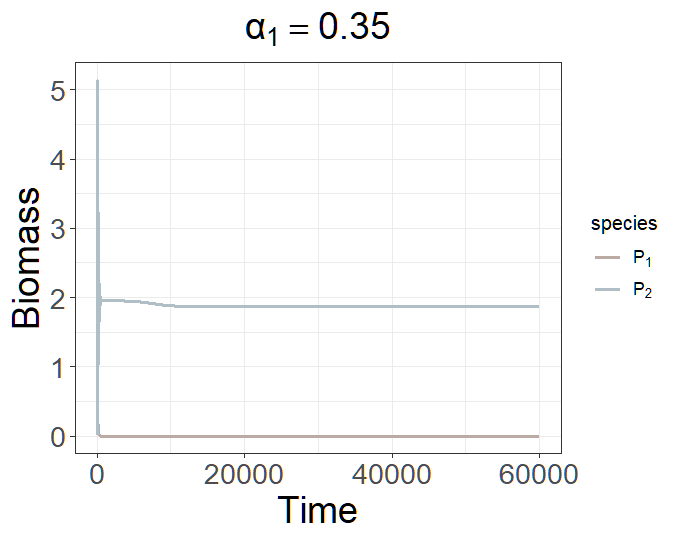 α₁ = 0.35
Biomass
5
4
3
2
1
0
0 20000 40000 60000
Time
species
P₁
P₂